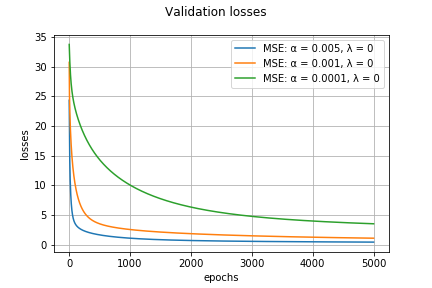 Validation losses
35
30
25
20
15
10
5
0
losses
MSE: α = 0.005, λ = 0
MSE: α = 0.001, λ = 0
MSE: α = 0.0001, λ = 0
0 1000 2000 3000 4000 5000
epochs